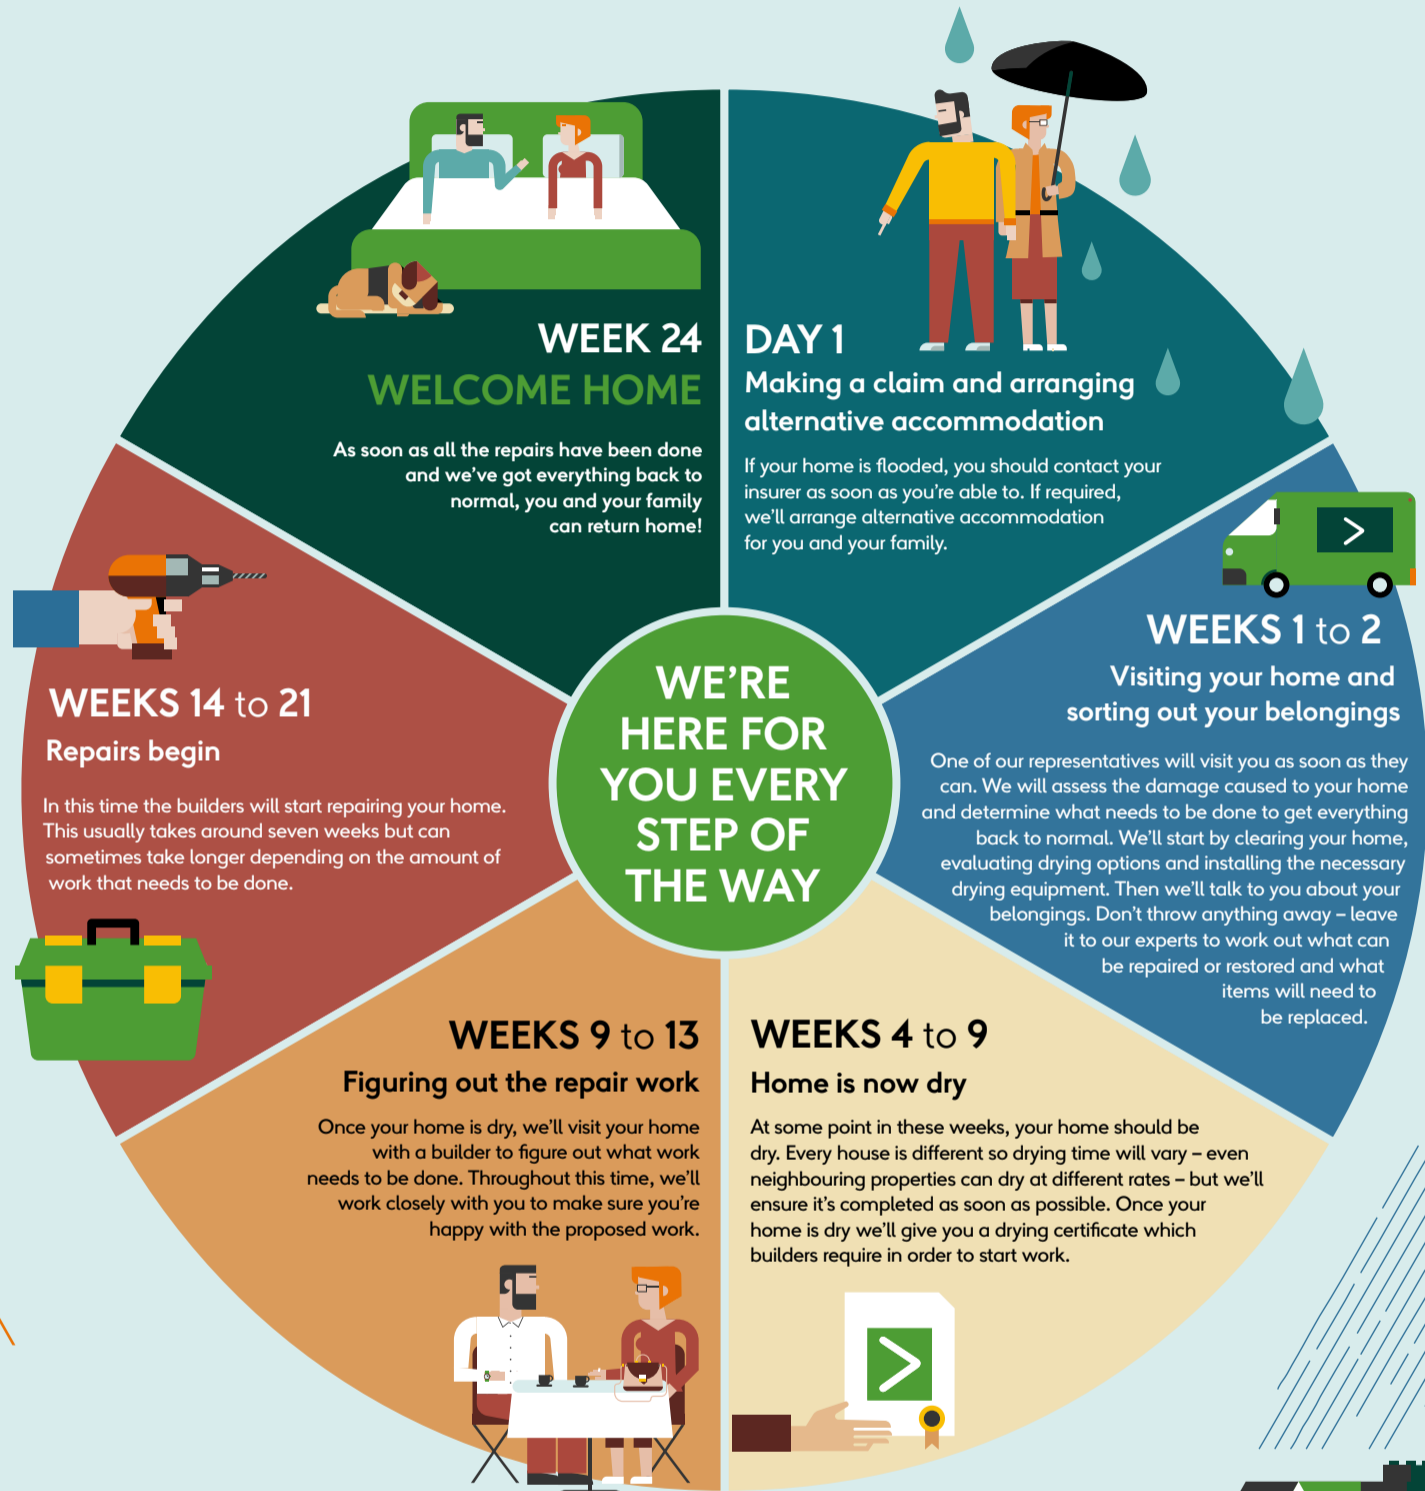 DAY 1
Making a claim and arranging
alternative accommodation
If your home is flooded, you should contact your
insurer as soon as you're able to. If required,
we'll arrange alternative accommodation
for you and your family.
WEEKS 1 to 2
Visiting your home and
sorting out your belongings
One of our representatives will visit you as soon as they
can. We will assess the damage caused to your home
and determine what needs to be done to get everything
back to normal. We'll start by clearing your home,
evaluating drying options and installing the necessary
drying equipment. Then we'll talk to you about your
belongings. Don't throw anything away – leave
it to our experts to work out what can
be repaired or restored and what
items will need to
be replaced.
WEEKS 4 to 9
Home is now dry
At some point in these weeks, your home should be
dry. Every house is different so drying time will vary – even
neighbouring properties can dry at different rates – but we'll
ensure it's completed as soon as possible. Once your
home is dry we'll give you a drying certificate which
builders require in order to start work.
WEEKS 9 to 13
Figuring out the repair work
Once your home is dry, we'll visit your home
with a builder to figure out what work
needs to be done. Throughout this time, we'll
work closely with you to make sure you're
happy with the proposed work.
WEEKS 14 to 21
Repairs begin
In this time the builders will start repairing your home.
This usually takes around seven weeks but can
sometimes take longer depending on the amount of
work that needs to be done.
WEEK 24
WELCOME HOME
As soon as all the repairs have been done
and we've got everything back to
normal, you and your family
can return home!
WE'RE
HERE FOR
YOU EVERY
STEP OF
THE WAY